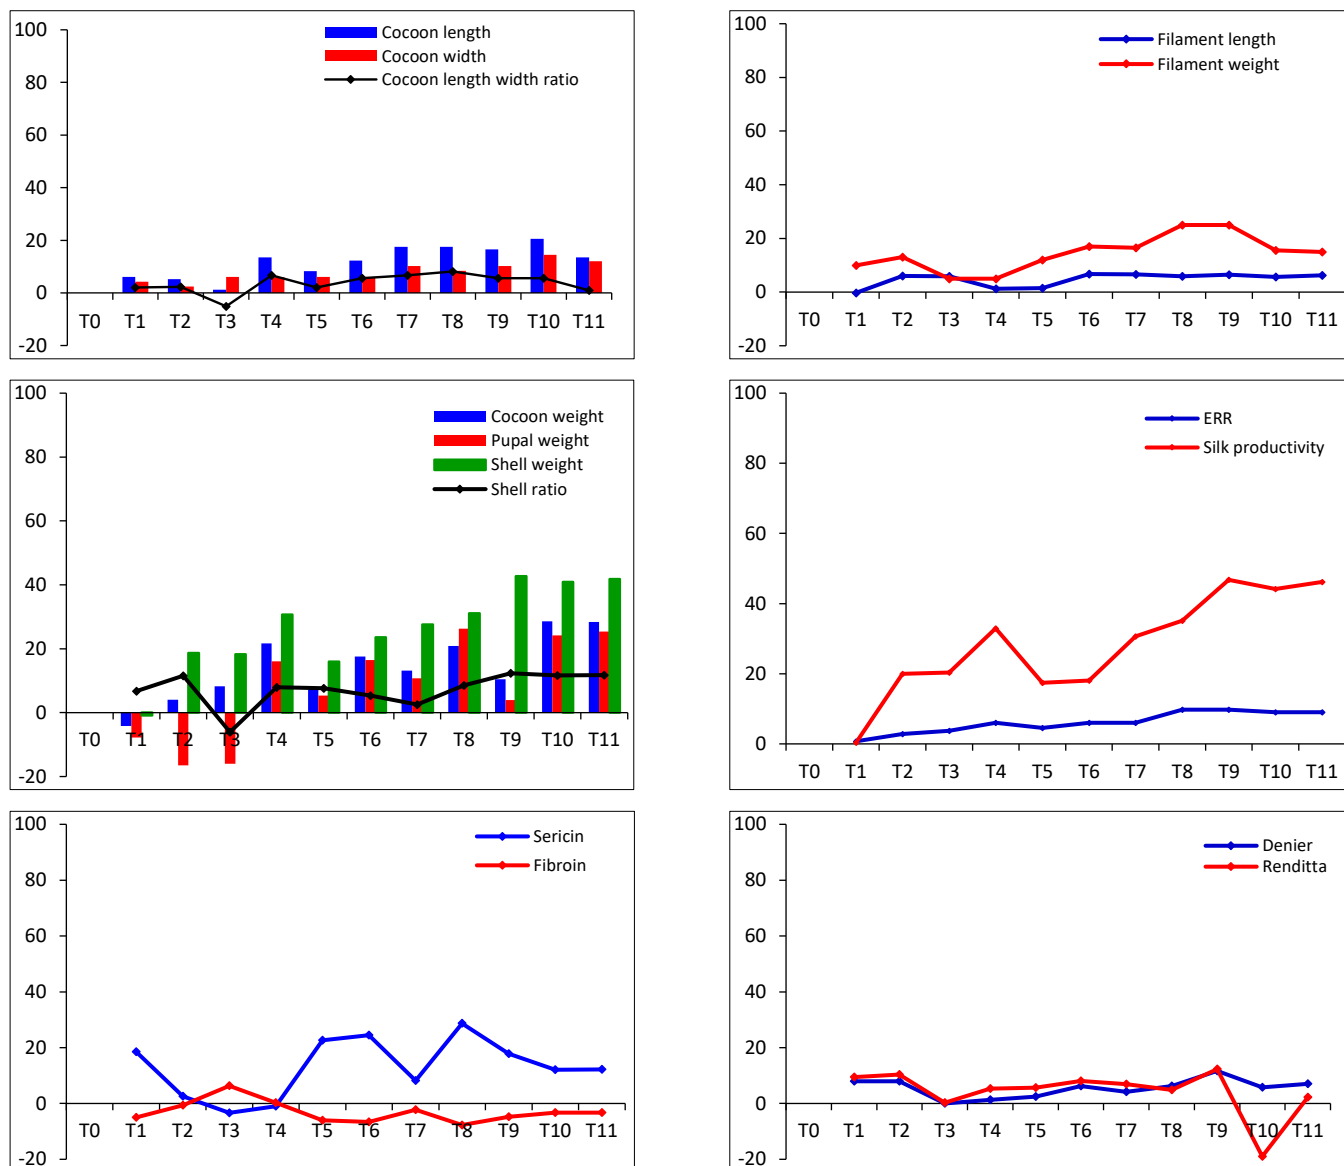 100
80
60
40
20
0
-20
Cocoon length
Cocoon width
Cocoon length width ratio
T0 T1 T2 T3 T4 T5 T6 T7 T8 T9 T10 T11
100
80
60
40
20
0
-20
Filament length
Filament weight
T0 T1 T2 T3 T4 T5 T6 T7 T8 T9 T10 T11
100
80
60
40
20
0
-20
Cocoon weight
Pupal weight
Shell weight
Shell ratio
T0 T1 T2 T3 T4 T5 T6 T7 T8 T9 T10 T11
100
80
60
40
20
0
-20
ERR
Silk productivity
T0 T1 T2 T3 T4 T5 T6 T7 T8 T9 T10 T11
100
80
60
40
20
0
-20
Sericin
Fibroin
T0 T1 T2 T3 T4 T5 T6 T7 T8 T9 T10 T11
100
80
60
40
20
0
-20
Denier
Renditta
T0 T1 T2 T3 T4 T5 T6 T7 T8 T9 T10 T11